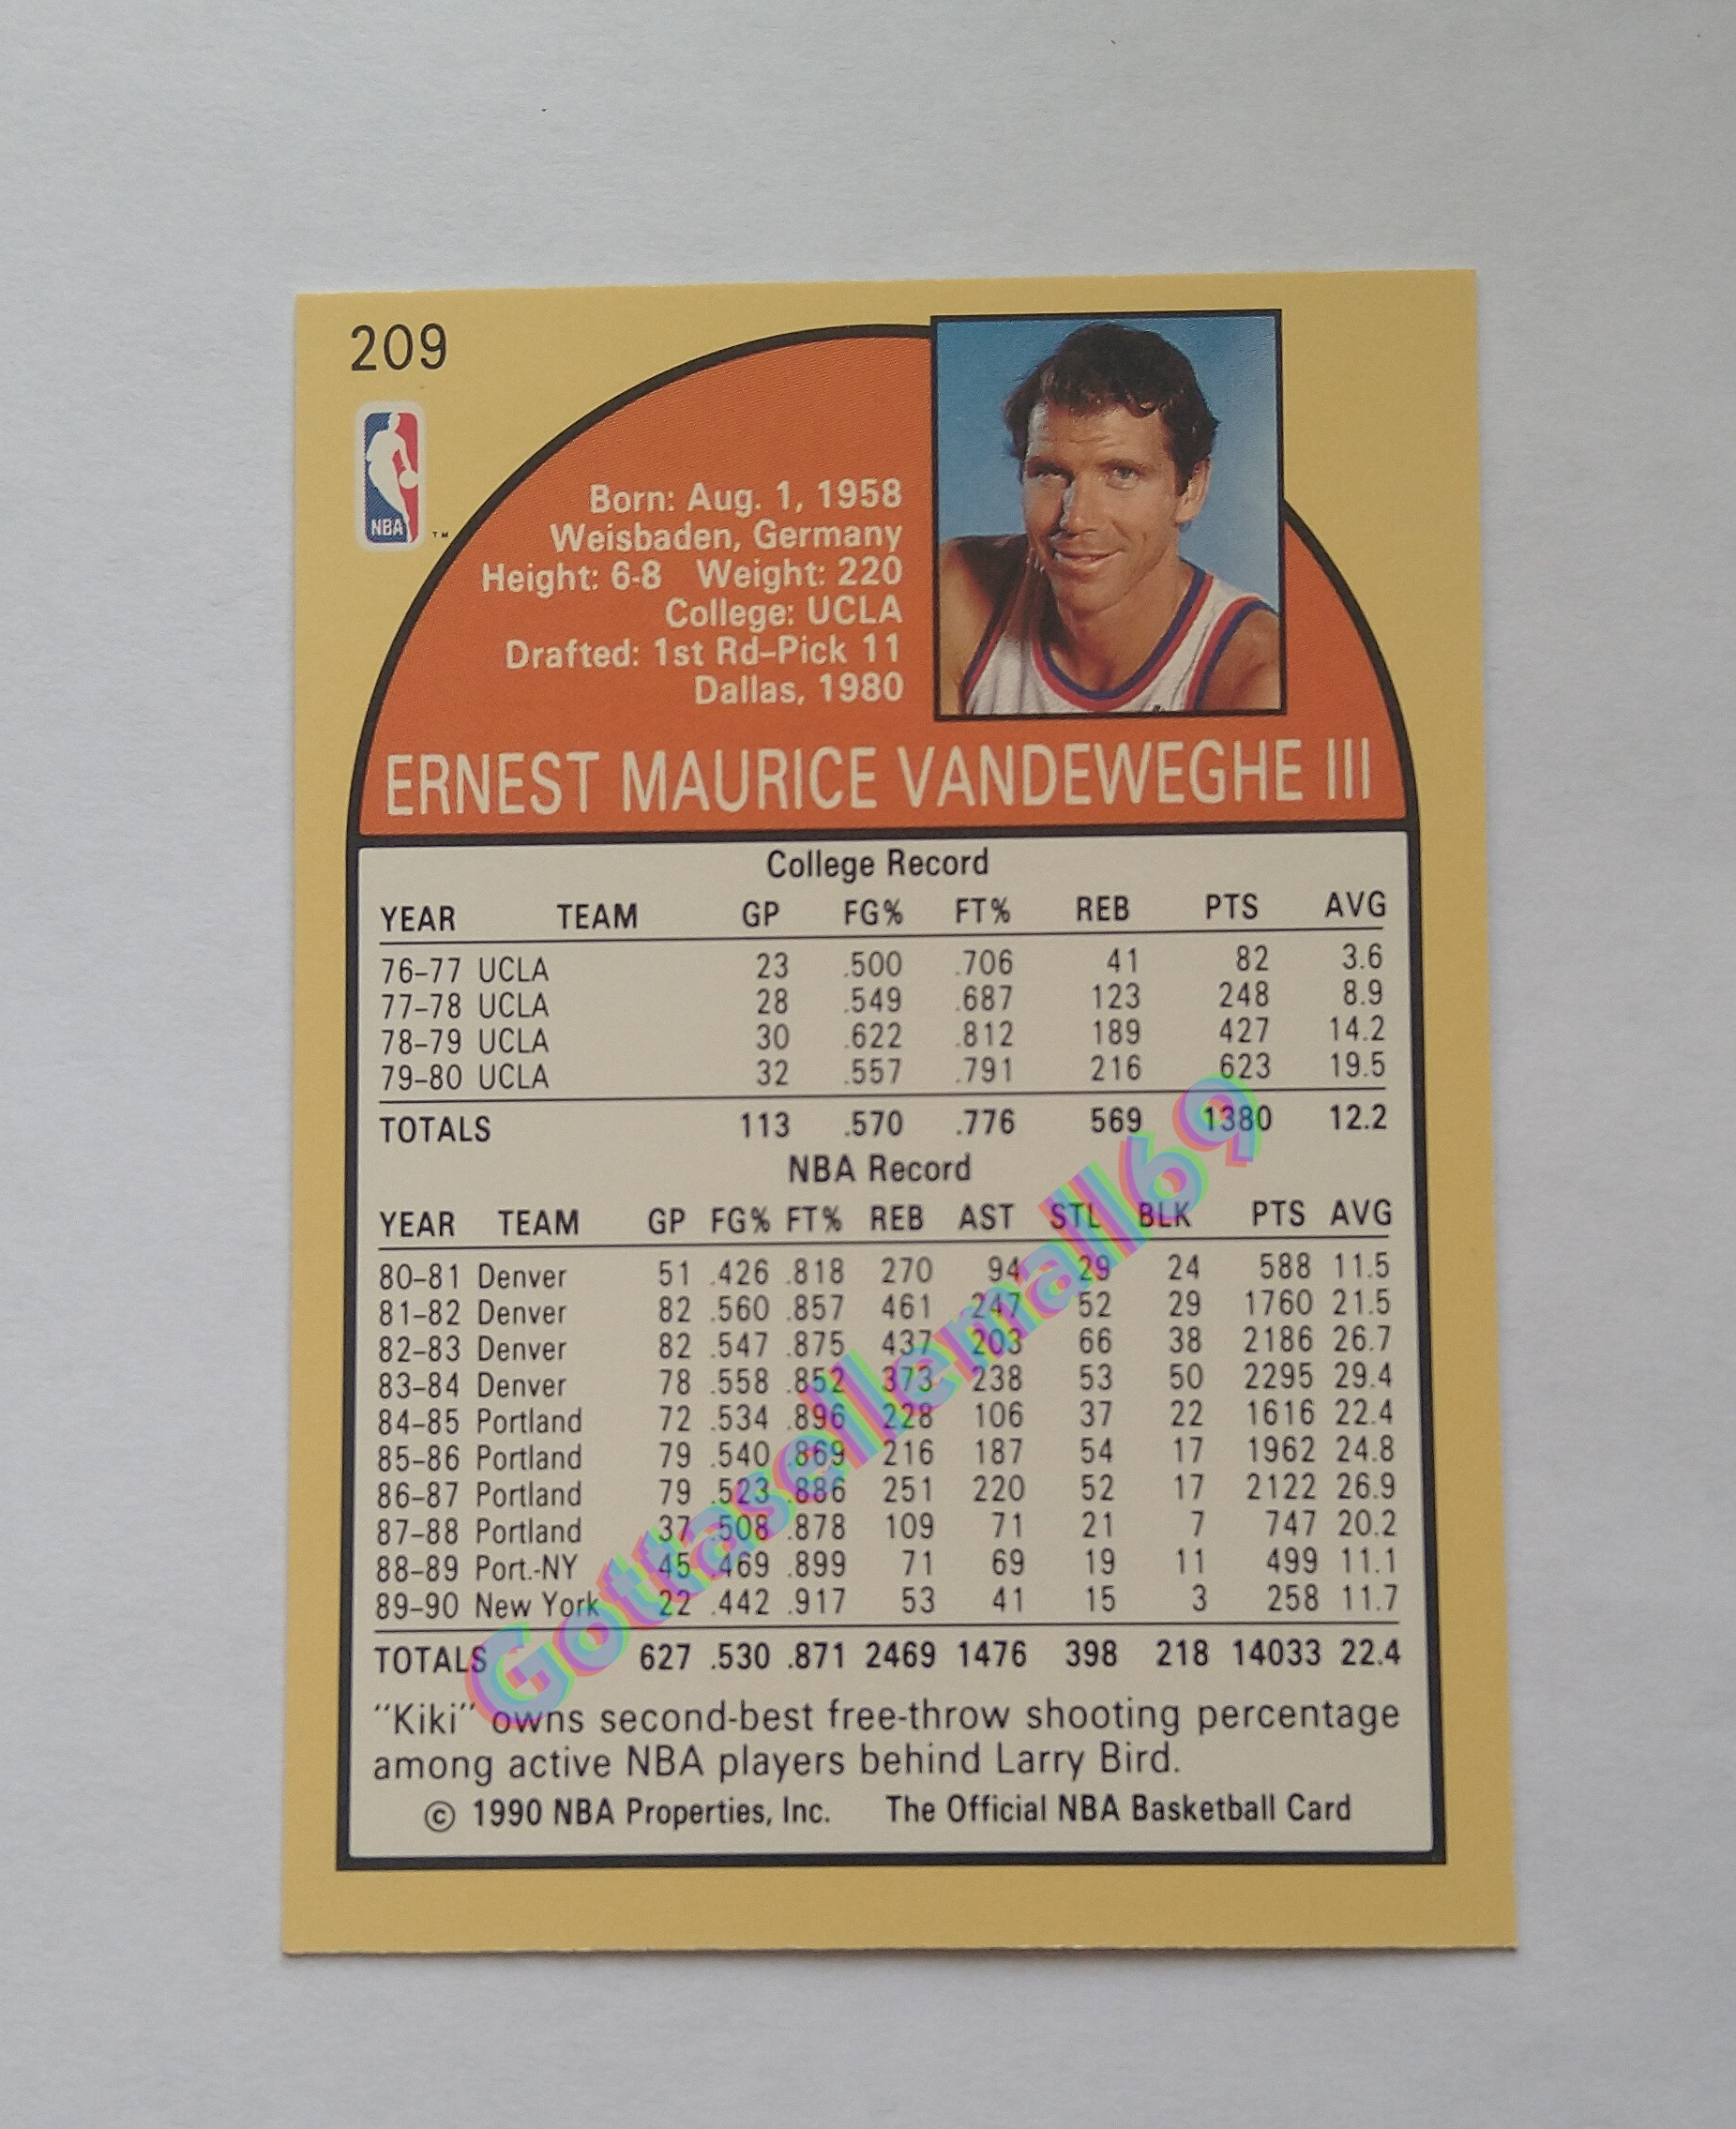 209
NBA
™
Born: Aug. 1, 1958
Weisbaden, Germany
Height: 6-8 Weight: 220
College: UCLA
Drafted: 1st Rd–Pick 11
Dallas, 1980
ERNEST MAURICE VANDEWEGHE III
College Record
YEAR TEAM GP FG% FT% REB PTS AVG
76–77 UCLA 23 .500 .706 41 82 3.6
77–78 UCLA 28 .549 .687 123 248 8.9
78–79 UCLA 30 .622 .812 189 427 14.2
79–80 UCLA 32 .557 .791 216 623 19.5
TOTALS 113 .570 .776 569 1380 12.2
NBA Record
YEAR TEAM GP FG% FT% REB AST STL BLK PTS AVG
80–81 Denver 51 .426 .818 270 94 29 24 588 11.5
81–82 Denver 82 .560 .857 461 247 52 29 1760 21.5
82–83 Denver 82 .547 .875 437 203 66 38 2186 26.7
83–84 Denver 78 .558 .852 373 238 53 50 2295 29.4
84–85 Portland 72 .534 .896 228 106 37 22 1616 22.4
85–86 Portland 79 .540 .869 216 187 54 17 1962 24.8
86–87 Portland 79 .523 .886 251 220 52 17 2122 26.9
87–88 Portland 37 .508 .878 109 71 21 7 747 20.2
88–89 Port.-NY 45 .469 .899 71 69 19 11 499 11.1
89–90 New York 22 .442 .917 53 41 15 3 258 11.7
TOTALS 627 .530 .871 2469 1476 398 218 14033 22.4
"Kiki" owns second-best free-throw shooting percentage
among active NBA players behind Larry Bird.
© 1990 NBA Properties, Inc. The Official NBA Basketball Card
Gottasellemall69